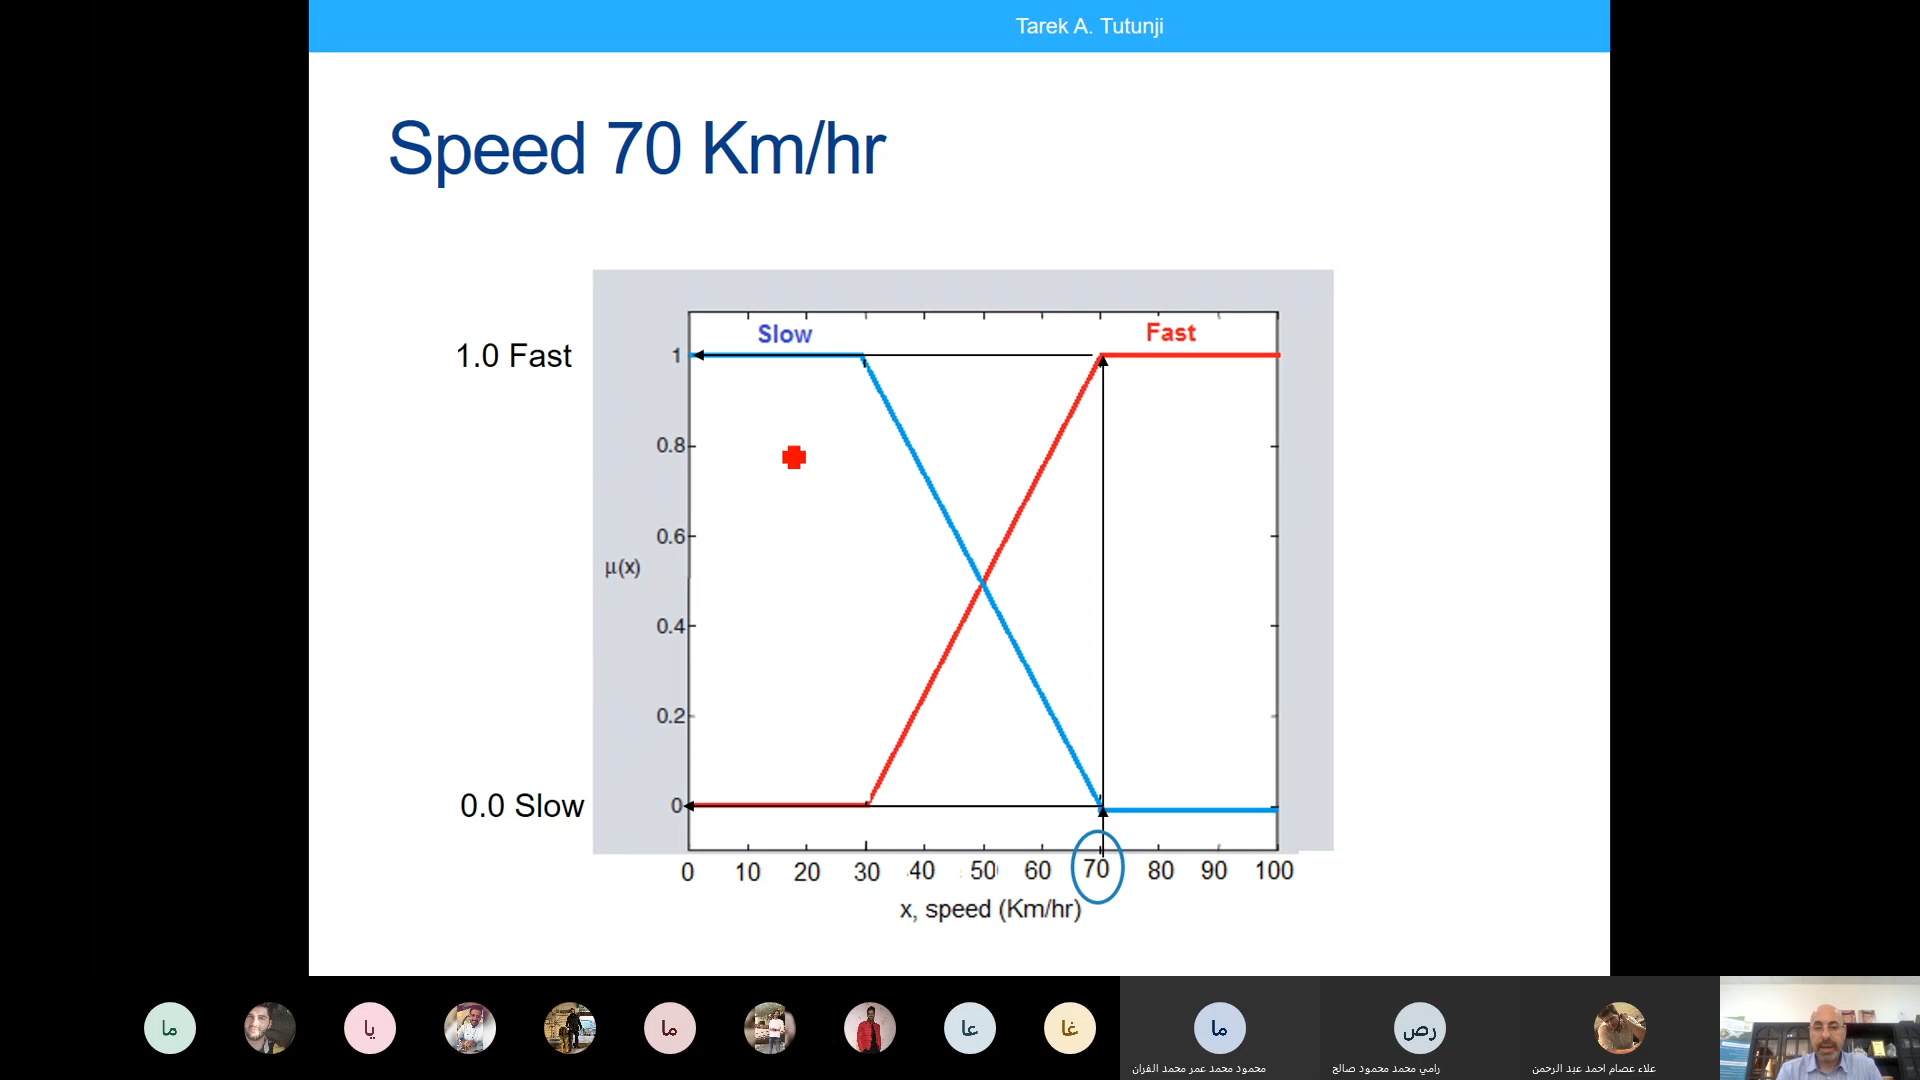 Tarek A. Tutunji
Speed 70 Km/hr
Slow
Fast
1.0 Fast
1
0.8
0.6
μ(x)
0.4
0.2
0.0 Slow
0
0 10 20 30 40 50 60 70 80 90 100
x, speed (Km/hr)
ما
يا
ما
عا
غا
ما
رص
محمود محمد عمر محمد القران
رامي محمد محمود صالح
علاء عصام احمد عبد الرحمن